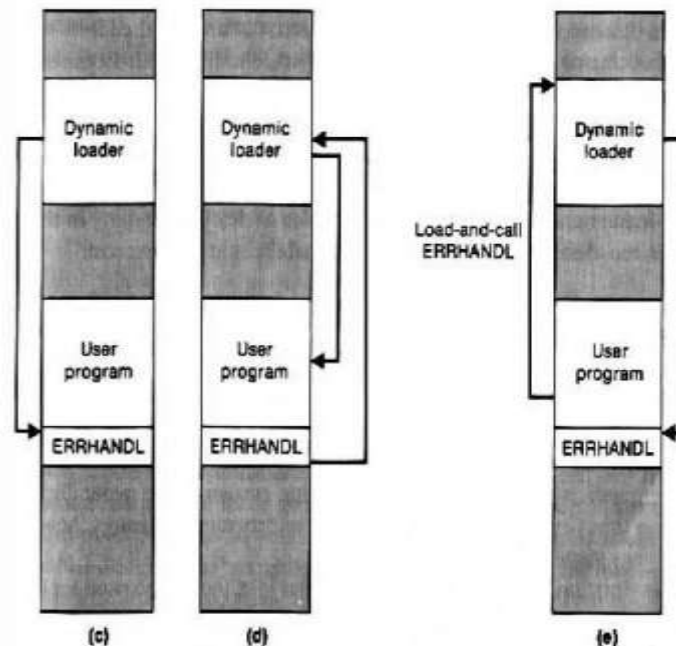 Dynamic
loader
User
program
ERRHANDL
(c)
Dynamic
loader
User
program
ERRHANDL
(d)
Load-and-call
ERRHANDL
Dynamic
loader
User
program
ERRHANDL
(e)